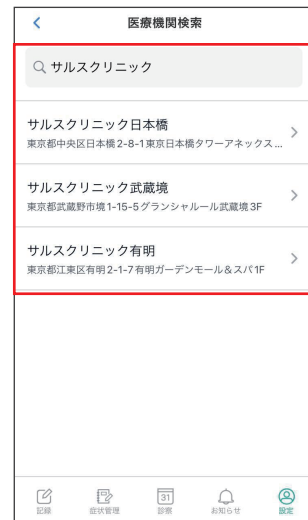 医療機関検索
サルスクリニック
サルスクリニック日本橋
東京都中央区日本橋2-8-1東京日本橋タワーアネックス...
サルスクリニック武蔵境
東京都武蔵野市境1-15-5グランシャルール武蔵境3F
サルスクリニック有明
東京都江東区有明2-1-7有明ガーデンモール＆スパ1F
31
記録 症状管理 診察 お知らせ 設定